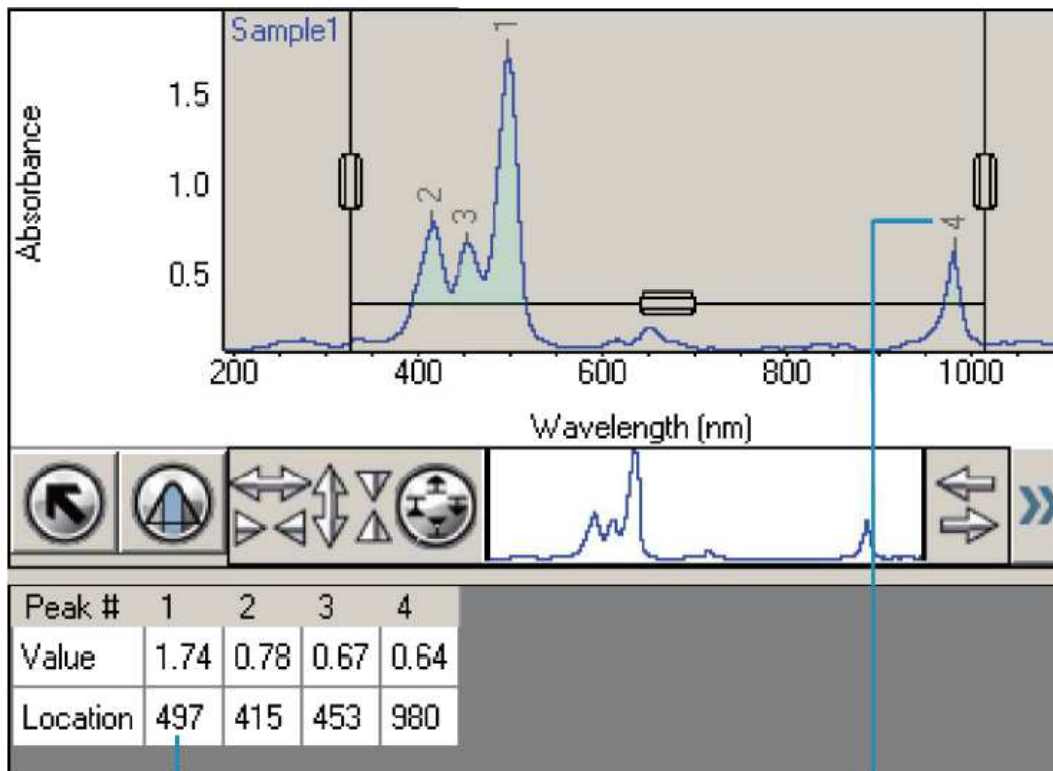 Sample1
1
2
3
4
Absorbance
1.5
1.0
0.5
200 400 600 800 1000
Wavelength (nm)
Peak # 1 2 3 4
Value 1.74 0.78 0.67 0.64
Location 497 415 453 980